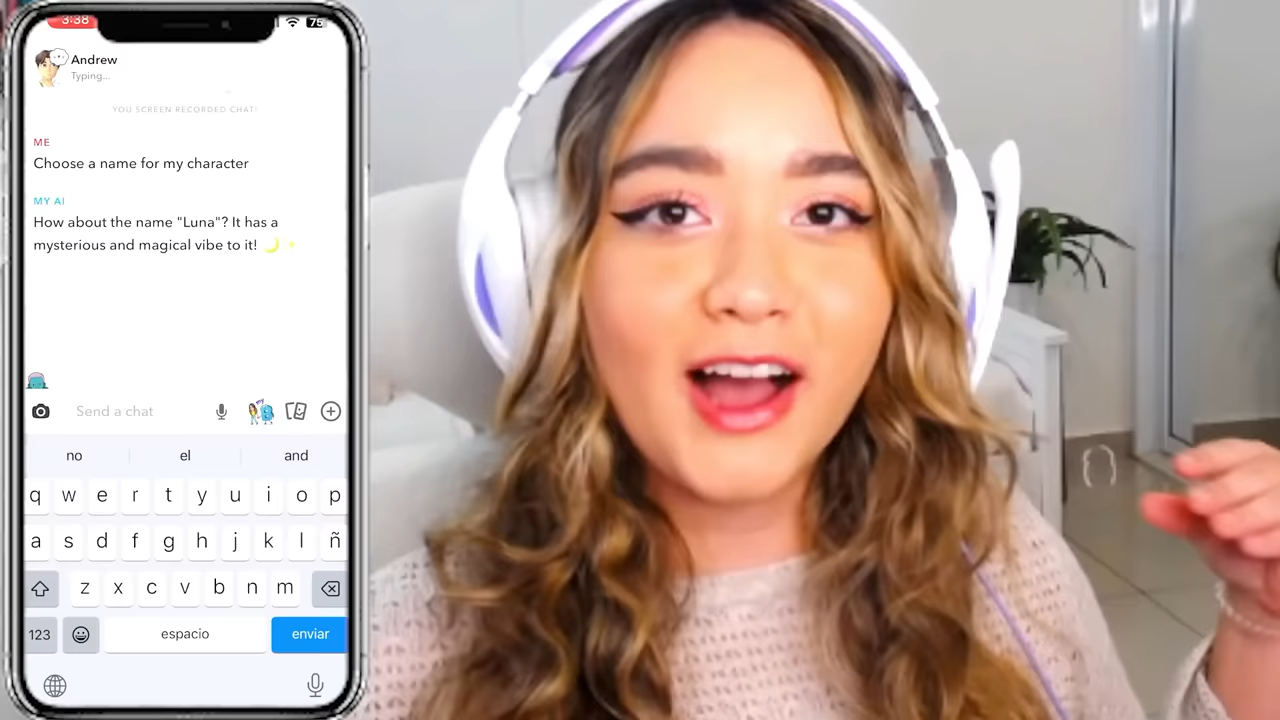 3:38
75
Andrew
Typing...
YOU SCREEN RECORDED CHAT!
ME
Choose a name for my character
MY AI
How about the name "Luna"? It has a
mysterious and magical vibe to it! 🌙
Send a chat
no el and
q w e r t y u i o p
a s d f g h j k l ñ
z x c v b n m
123 espacio enviar